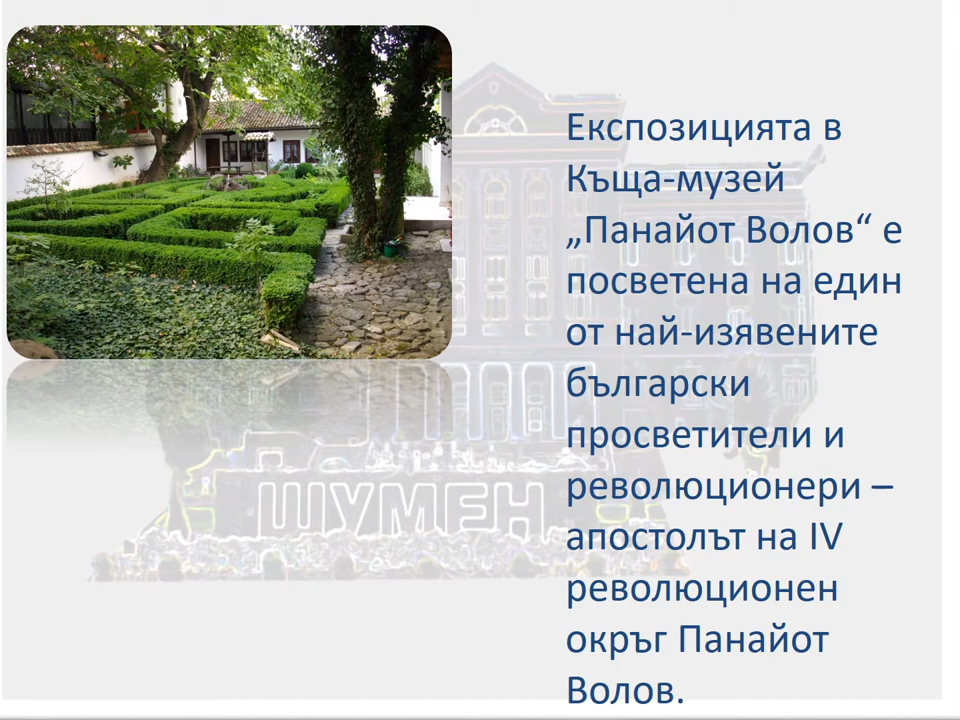 Експозицията в
Къща-музей
„Панайот Волов“ е
посветена на един
от най-изявените
български
просветители и
революционери –
апостолът на IV
революционен
окръг Панайот
Волов.
ШУМЕН